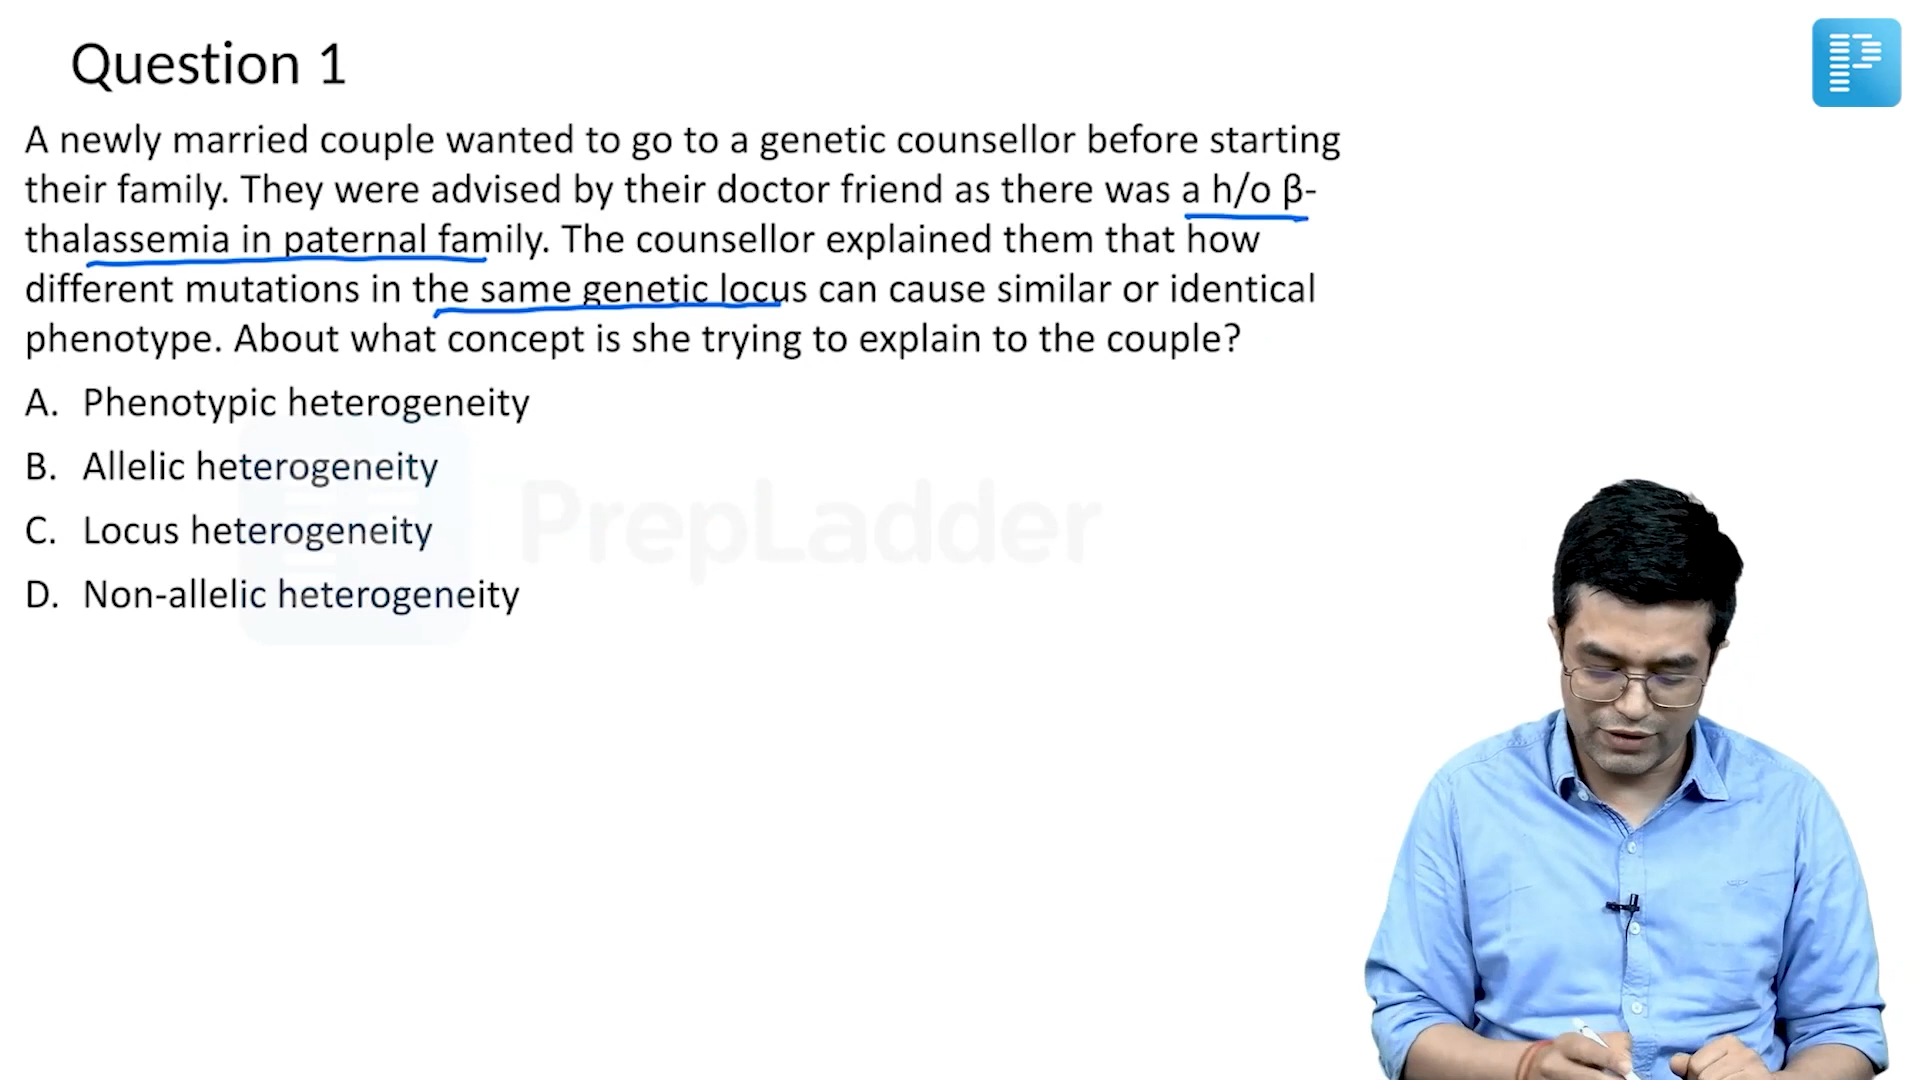 Question 1
A newly married couple wanted to go to a genetic counsellor before starting
their family. They were advised by their doctor friend as there was a h/o β-
thalassemia in paternal family. The counsellor explained them that how
different mutations in the same genetic locus can cause similar or identical
phenotype. About what concept is she trying to explain to the couple?
A. Phenotypic heterogeneity
B. Allelic heterogeneity
C. Locus heterogeneity
D. Non-allelic heterogeneity
PrepLadder